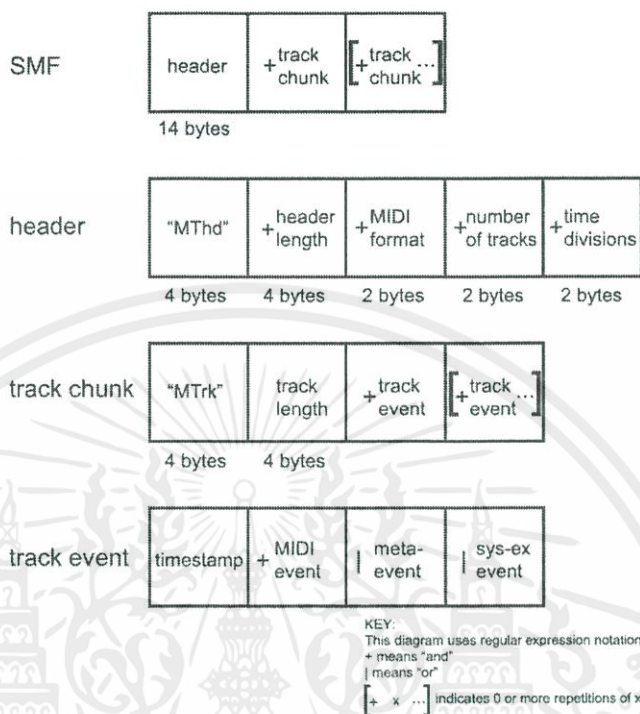 SMF
header
+track chunk
[+track chunk ...]
14 bytes
header
"MThd"
+header length
+MIDI format
+number of tracks
+time divisions
4 bytes
4 bytes
2 bytes
2 bytes
2 bytes
track chunk
"MTrk"
track length
+track event
[+track event ...]
4 bytes
4 bytes
track event
timestamp
+ MIDI event
| meta-event
| sys-ex event
KEY:
This diagram uses regular expression notation
+ means "and"
| means "or"
[+ x ...] indicates 0 or more repetitions of x